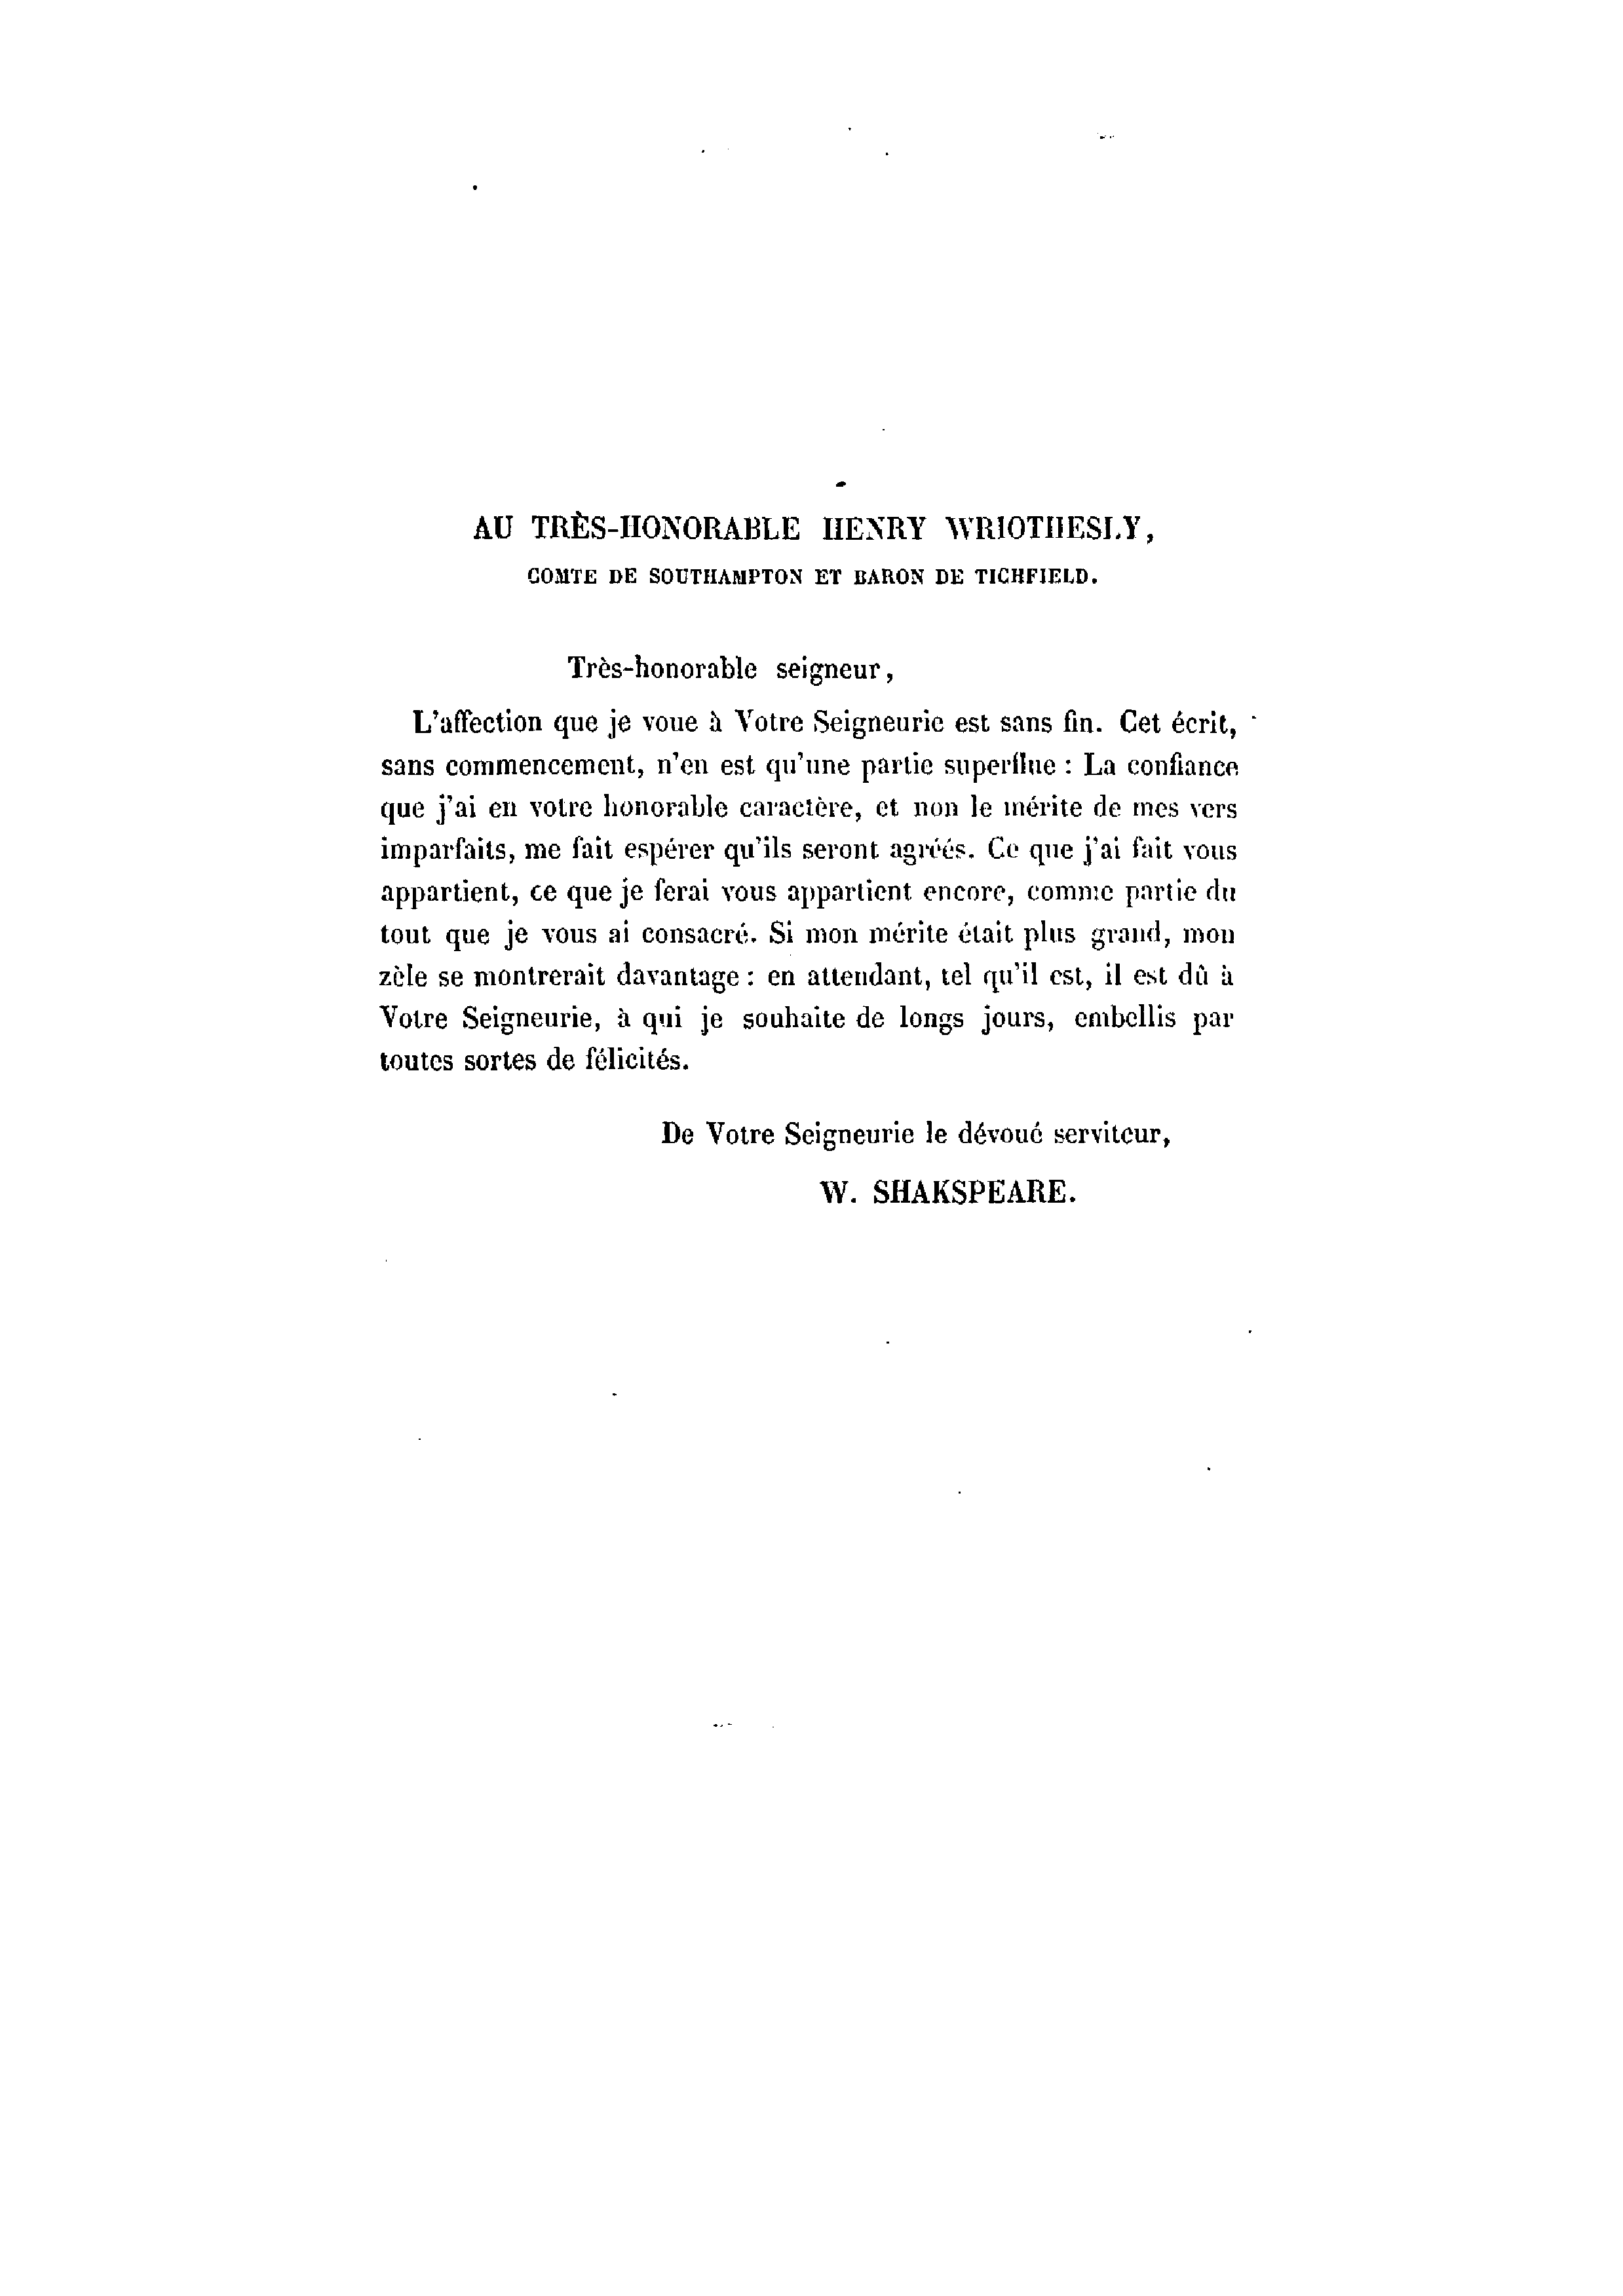 AU TRÈS-HONORABLE HENRY WRIOTHESLY,
COMTE DE SOUTHAMPTON ET BARON DE TICHFIELD.
Très-honorable seigneur,
L'affection que je voue à Votre Seigneurie est sans fin. Cet écrit,
sans commencement, n'en est qu'une partie superflue : La confiance
que j'ai en votre honorable caractère, et non le mérite de mes vers
imparfaits, me fait espérer qu'ils seront agréés. Ce que j'ai fait vous
appartient, ce que je ferai vous appartient encore, comme partie du
tout que je vous ai consacré. Si mon mérite était plus grand, mon
zèle se montrerait davantage : en attendant, tel qu'il est, il est dû à
Votre Seigneurie, à qui je souhaite de longs jours, embellis par
toutes sortes de félicités.
De Votre Seigneurie le dévoué serviteur,
W. SHAKSPEARE.